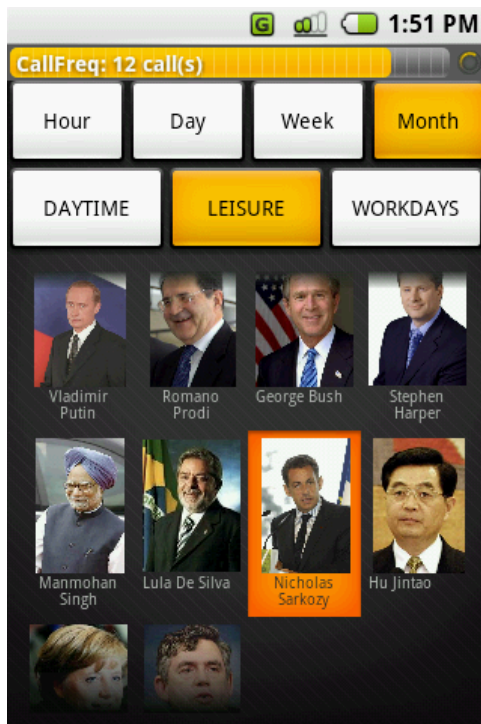 G 1:51 PM
CallFreq: 12 call(s)
Hour Day Week Month
DAYTIME LEISURE WORKDAYS
Vladimir Putin
Romano Prodi
George Bush
Stephen Harper
Manmohan Singh
Lula De Silva
Nicholas Sarkozy
Hu Jintao